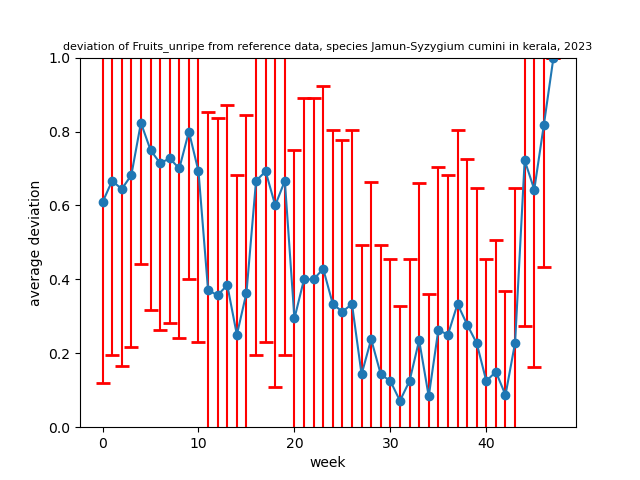 deviation of Fruits_unripe from reference data, species Jamun-Syzygium cumini in kerala, 2023
1.0
0.8
0.6
0.4
0.2
0.0
average deviation
0 10 20 30 40
week